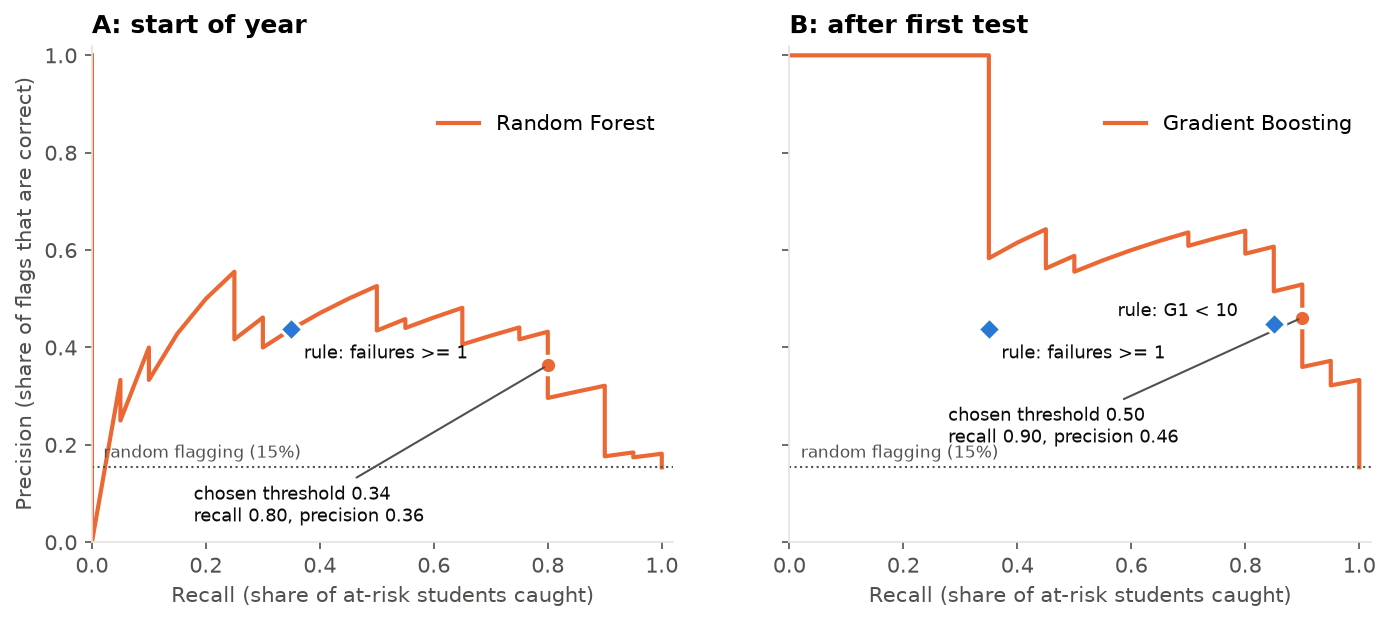 A: start of year
Precision (share of flags that are correct)
1.0
0.8
0.6
0.4
0.2
0.0
Random Forest
rule: failures >= 1
random flagging (15%)
chosen threshold 0.34
recall 0.80, precision 0.36
0.0 0.2 0.4 0.6 0.8 1.0
Recall (share of at-risk students caught)
B: after first test
Gradient Boosting
rule: G1 < 10
rule: failures >= 1
chosen threshold 0.50
recall 0.90, precision 0.46
random flagging (15%)
0.0 0.2 0.4 0.6 0.8 1.0
Recall (share of at-risk students caught)